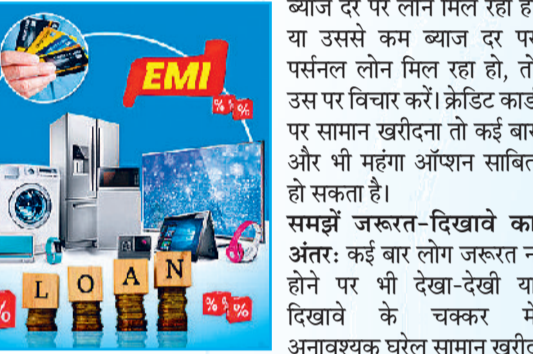 EMI
% % %
LOAN
%
% % %
ब्याज दर पर लोन मिल रहा हो
या उससे कम ब्याज दर पर
पर्सनल लोन मिल रहा हो, तो
उस पर विचार करें। क्रेडिट कार्ड
पर सामान खरीदना तो कई बार
और भी महंगा ऑप्शन साबित
हो सकता है।
समझें जरूरत-दिखावे का
अंतर: कई बार लोग जरूरत न
होने पर भी देखा-देखी या
दिखावे के चक्कर में
अनावश्यक घरेलू सामान खरीद